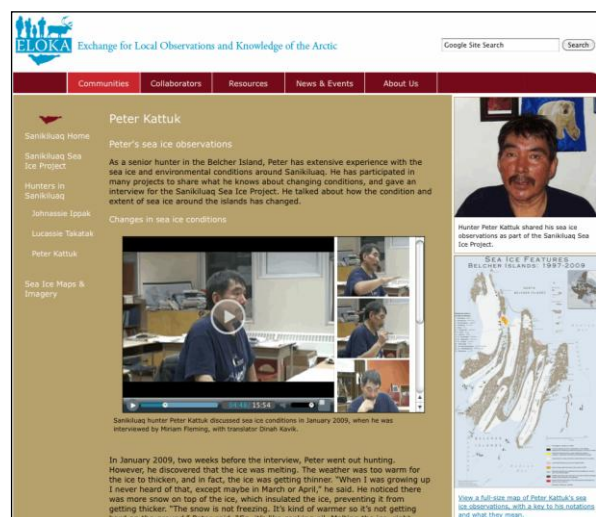 ELOKA
Exchange for Local Observations and Knowledge of the Arctic
Google Site Search
Search
Communities
Collaborators
Resources
News & Events
About Us
Sanikiluaq Home
Sanikiluaq Sea
Ice Project
Hunters in
Sanikiluaq
Johnassie Ippak
Lucassie Takatak
Peter Kattuk
Sea Ice Maps &
Imagery
Peter Kattuk
Peter's sea ice observations
As a senior hunter in the Belcher Island, Peter has extensive experience with the
sea ice and environmental conditions around Sanikiluaq. He has participated in
many projects to share what he knows about changing conditions, and gave an
interview for the Sanikiluaq Sea Ice Project. He talked about how the condition and
extent of sea ice around the islands has changed.
Changes in sea ice conditions
04:46 15:54
Sanikiluaq hunter Peter Kattuk discussed sea ice conditions in January 2009, when he was
interviewed by Miriam Fleming, with translator Dinah Kavik.
In January 2009, two weeks before the interview, Peter went out hunting.
However, he discovered that the ice was melting. The weather was too warm for
the ice to thicken, and in fact, the ice was getting thinner. "When I was growing up
I never heard of that, except maybe in March or April," he said. He noticed there
was more snow on top of the ice, which insulated the ice, preventing it from
getting thicker. "The snow is not freezing. It's kind of warmer so it's not getting
Hunter Peter Kattuk shared his sea ice
observations as part of the Sanikiluaq Sea
Ice Project.
SEA ICE FEATURES
BELCHER ISLANDS: 1987-2009
View a full-size map of Peter Kattuk's sea
ice observations, with a key to his notations
and what they mean.